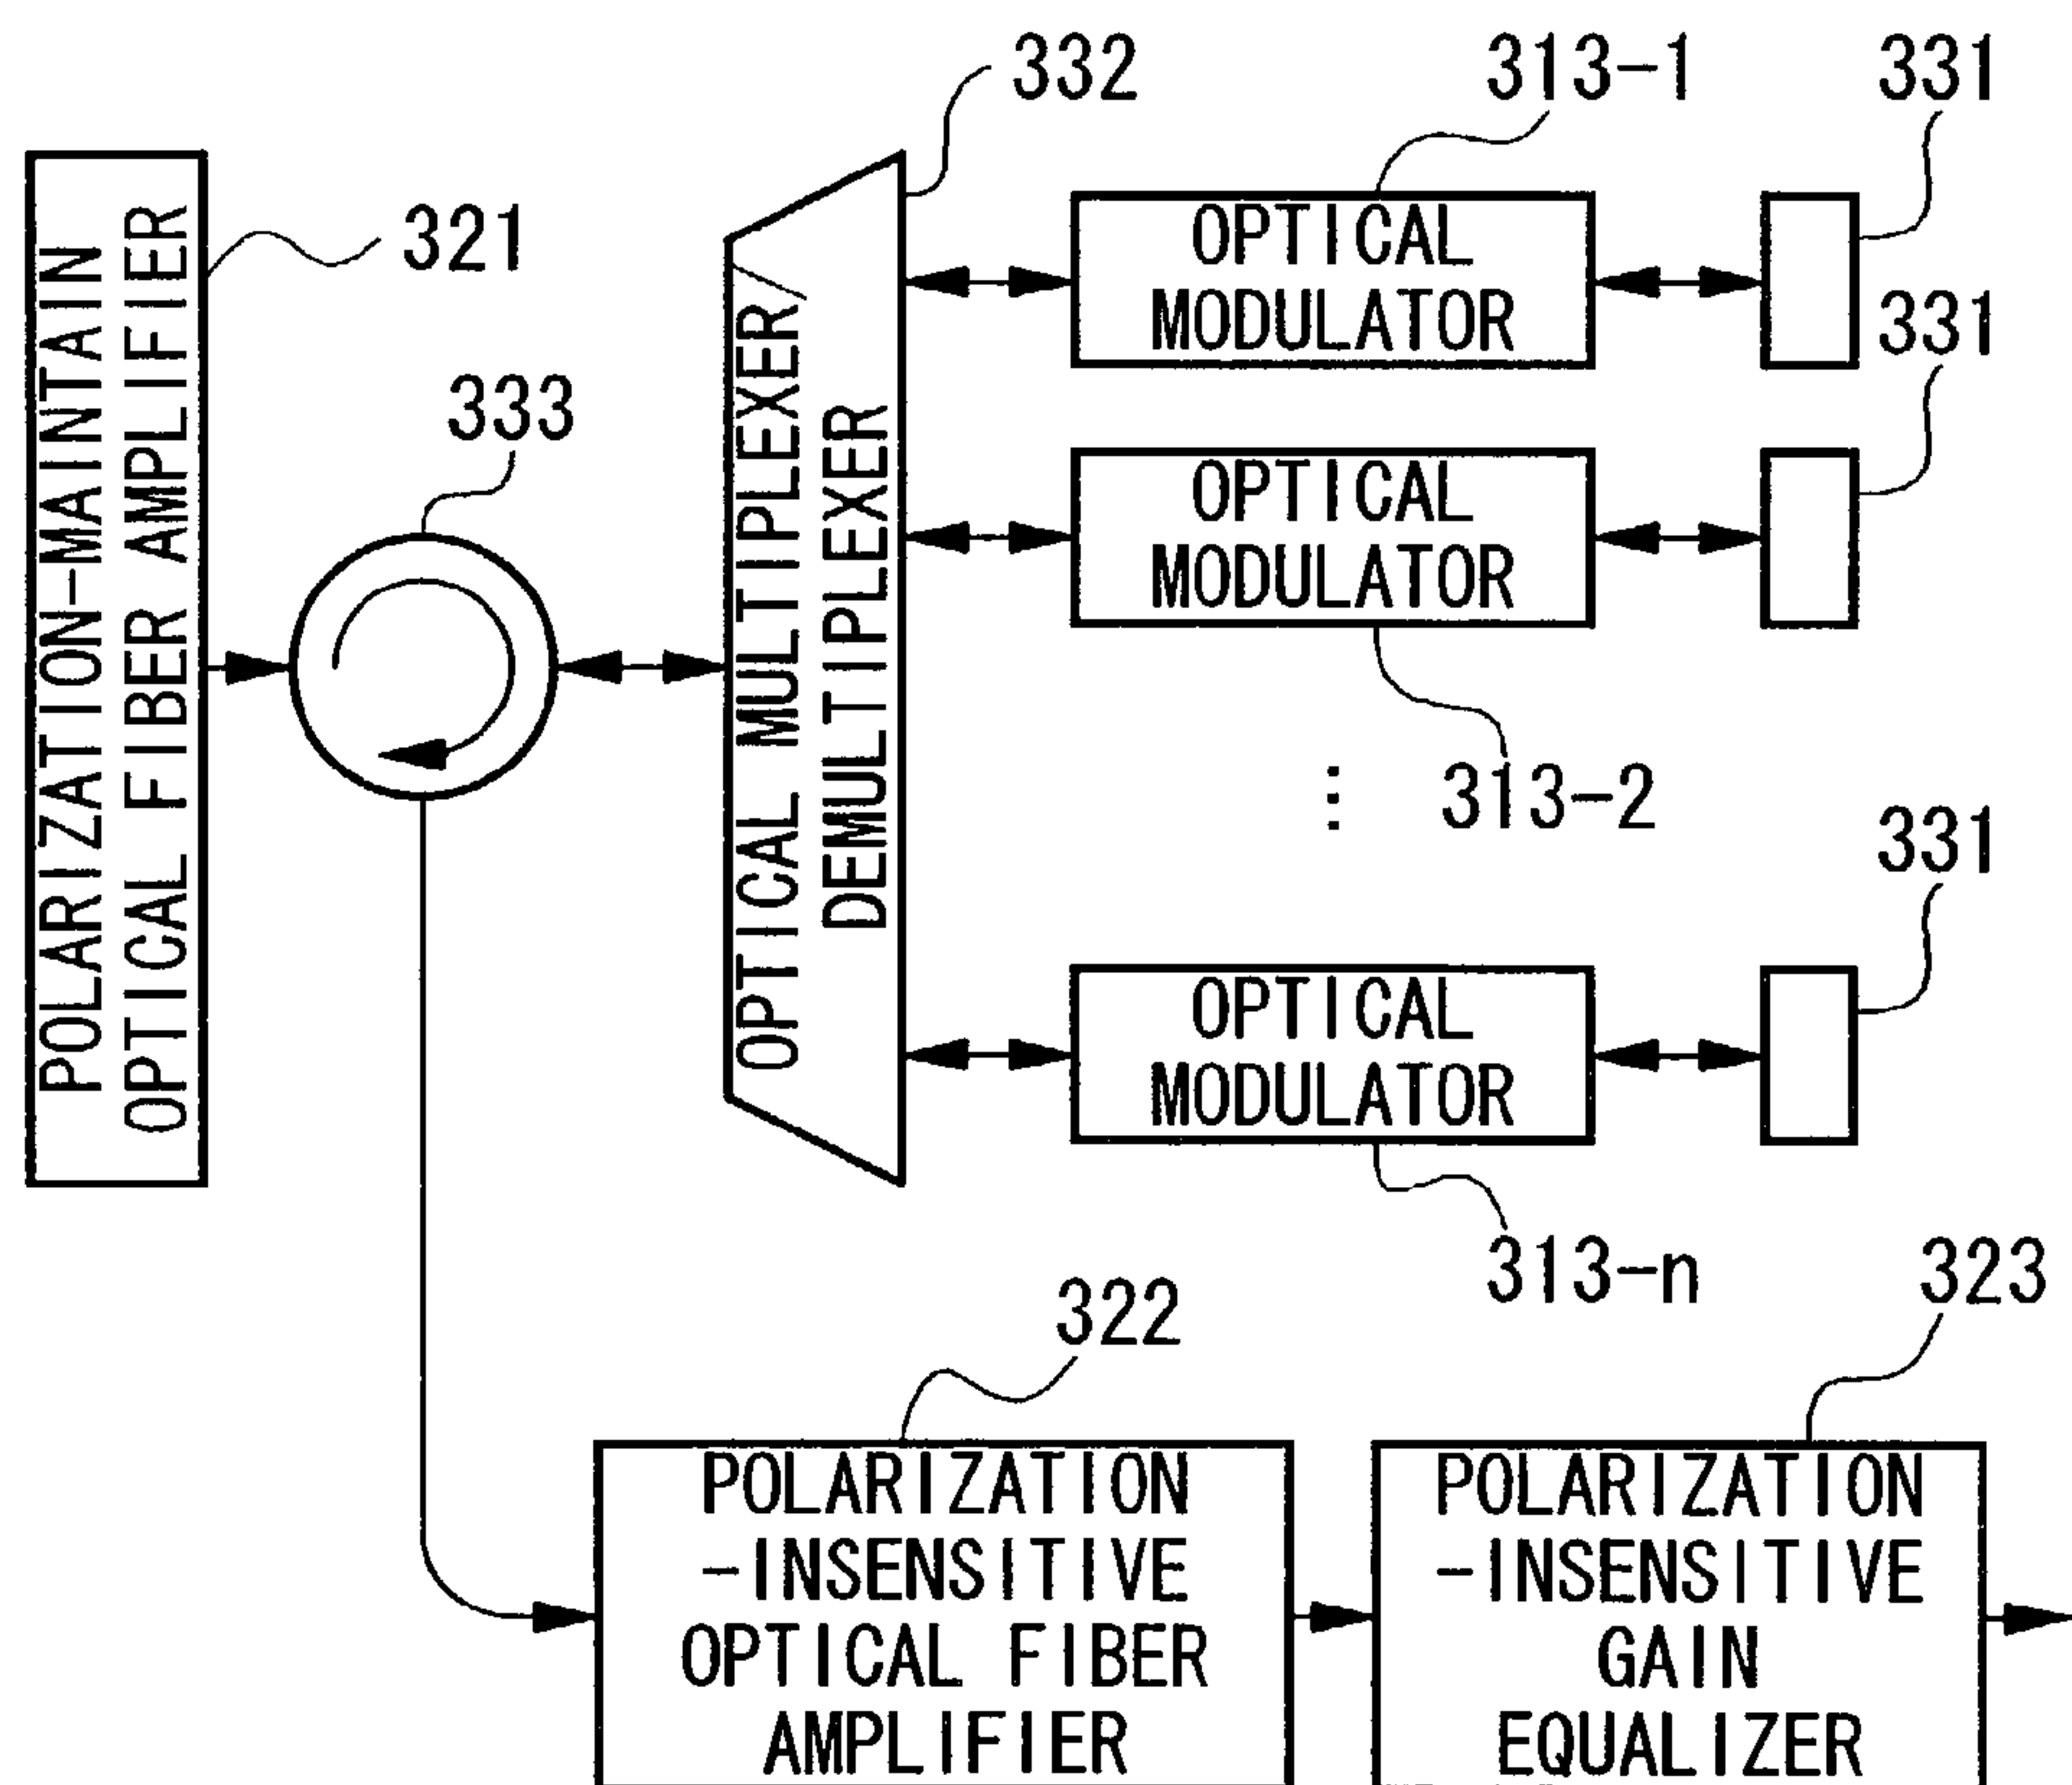 332
313-1
331
321
POLARIZATION-MAINTAIN
OPTICAL FIBER AMPLIFIER
333
OPTICAL MULTIPLEXER/
DEMULTIPLEXER
OPTICAL
MODULATOR
331
OPTICAL
MODULATOR
313-2
331
OPTICAL
MODULATOR
313-n
322
323
POLARIZATION
-INSENSITIVE
OPTICAL FIBER
AMPLIFIER
POLARIZATION
-INSENSITIVE
GAIN
EQUALIZER